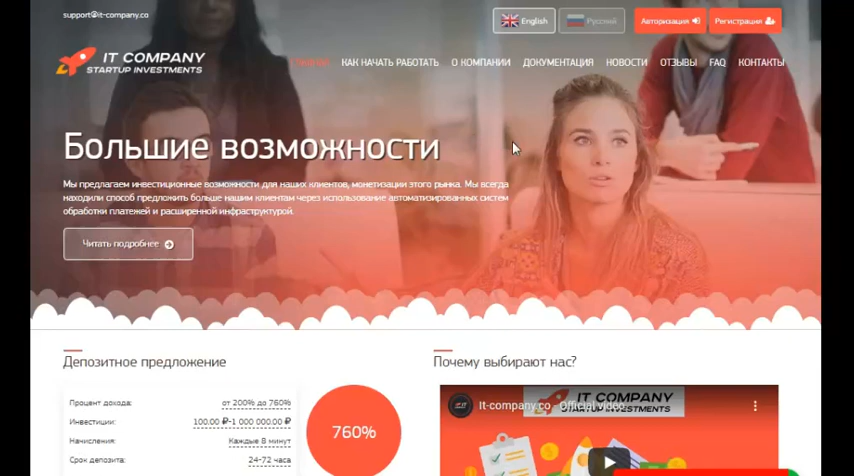 support@it-company.co
English
Русский
Авторизация
Регистрация
IT COMPANY
STARTUP INVESTMENTS
КАК НАЧАТЬ РАБОТАТЬ
О КОМПАНИИ
ДОКУМЕНТАЦИЯ
НОВОСТИ
ОТЗЫВЫ
FAQ
КОНТАКТЫ
Большие возможности
Мы предлагаем инвестиционные возможности для наших клиентов, монетизации этого рынка. Мы всегда
находили способ предложить больше нашим клиентам через использование автоматизированных систем
обработки платежей и расширенной инфраструктурой.
Читать подробнее
Депозитное предложение
Процент дохода: от 200% до 760%
Инвестиции: 100.00 ₽-1 000 000.00 ₽
Начисления: Каждые 8 минут
Срок депозита: 24-72 часа
760%
Почему выбирают нас?
It-company.co - Official video
IT COMPANY
STARTUP INVESTMENTS